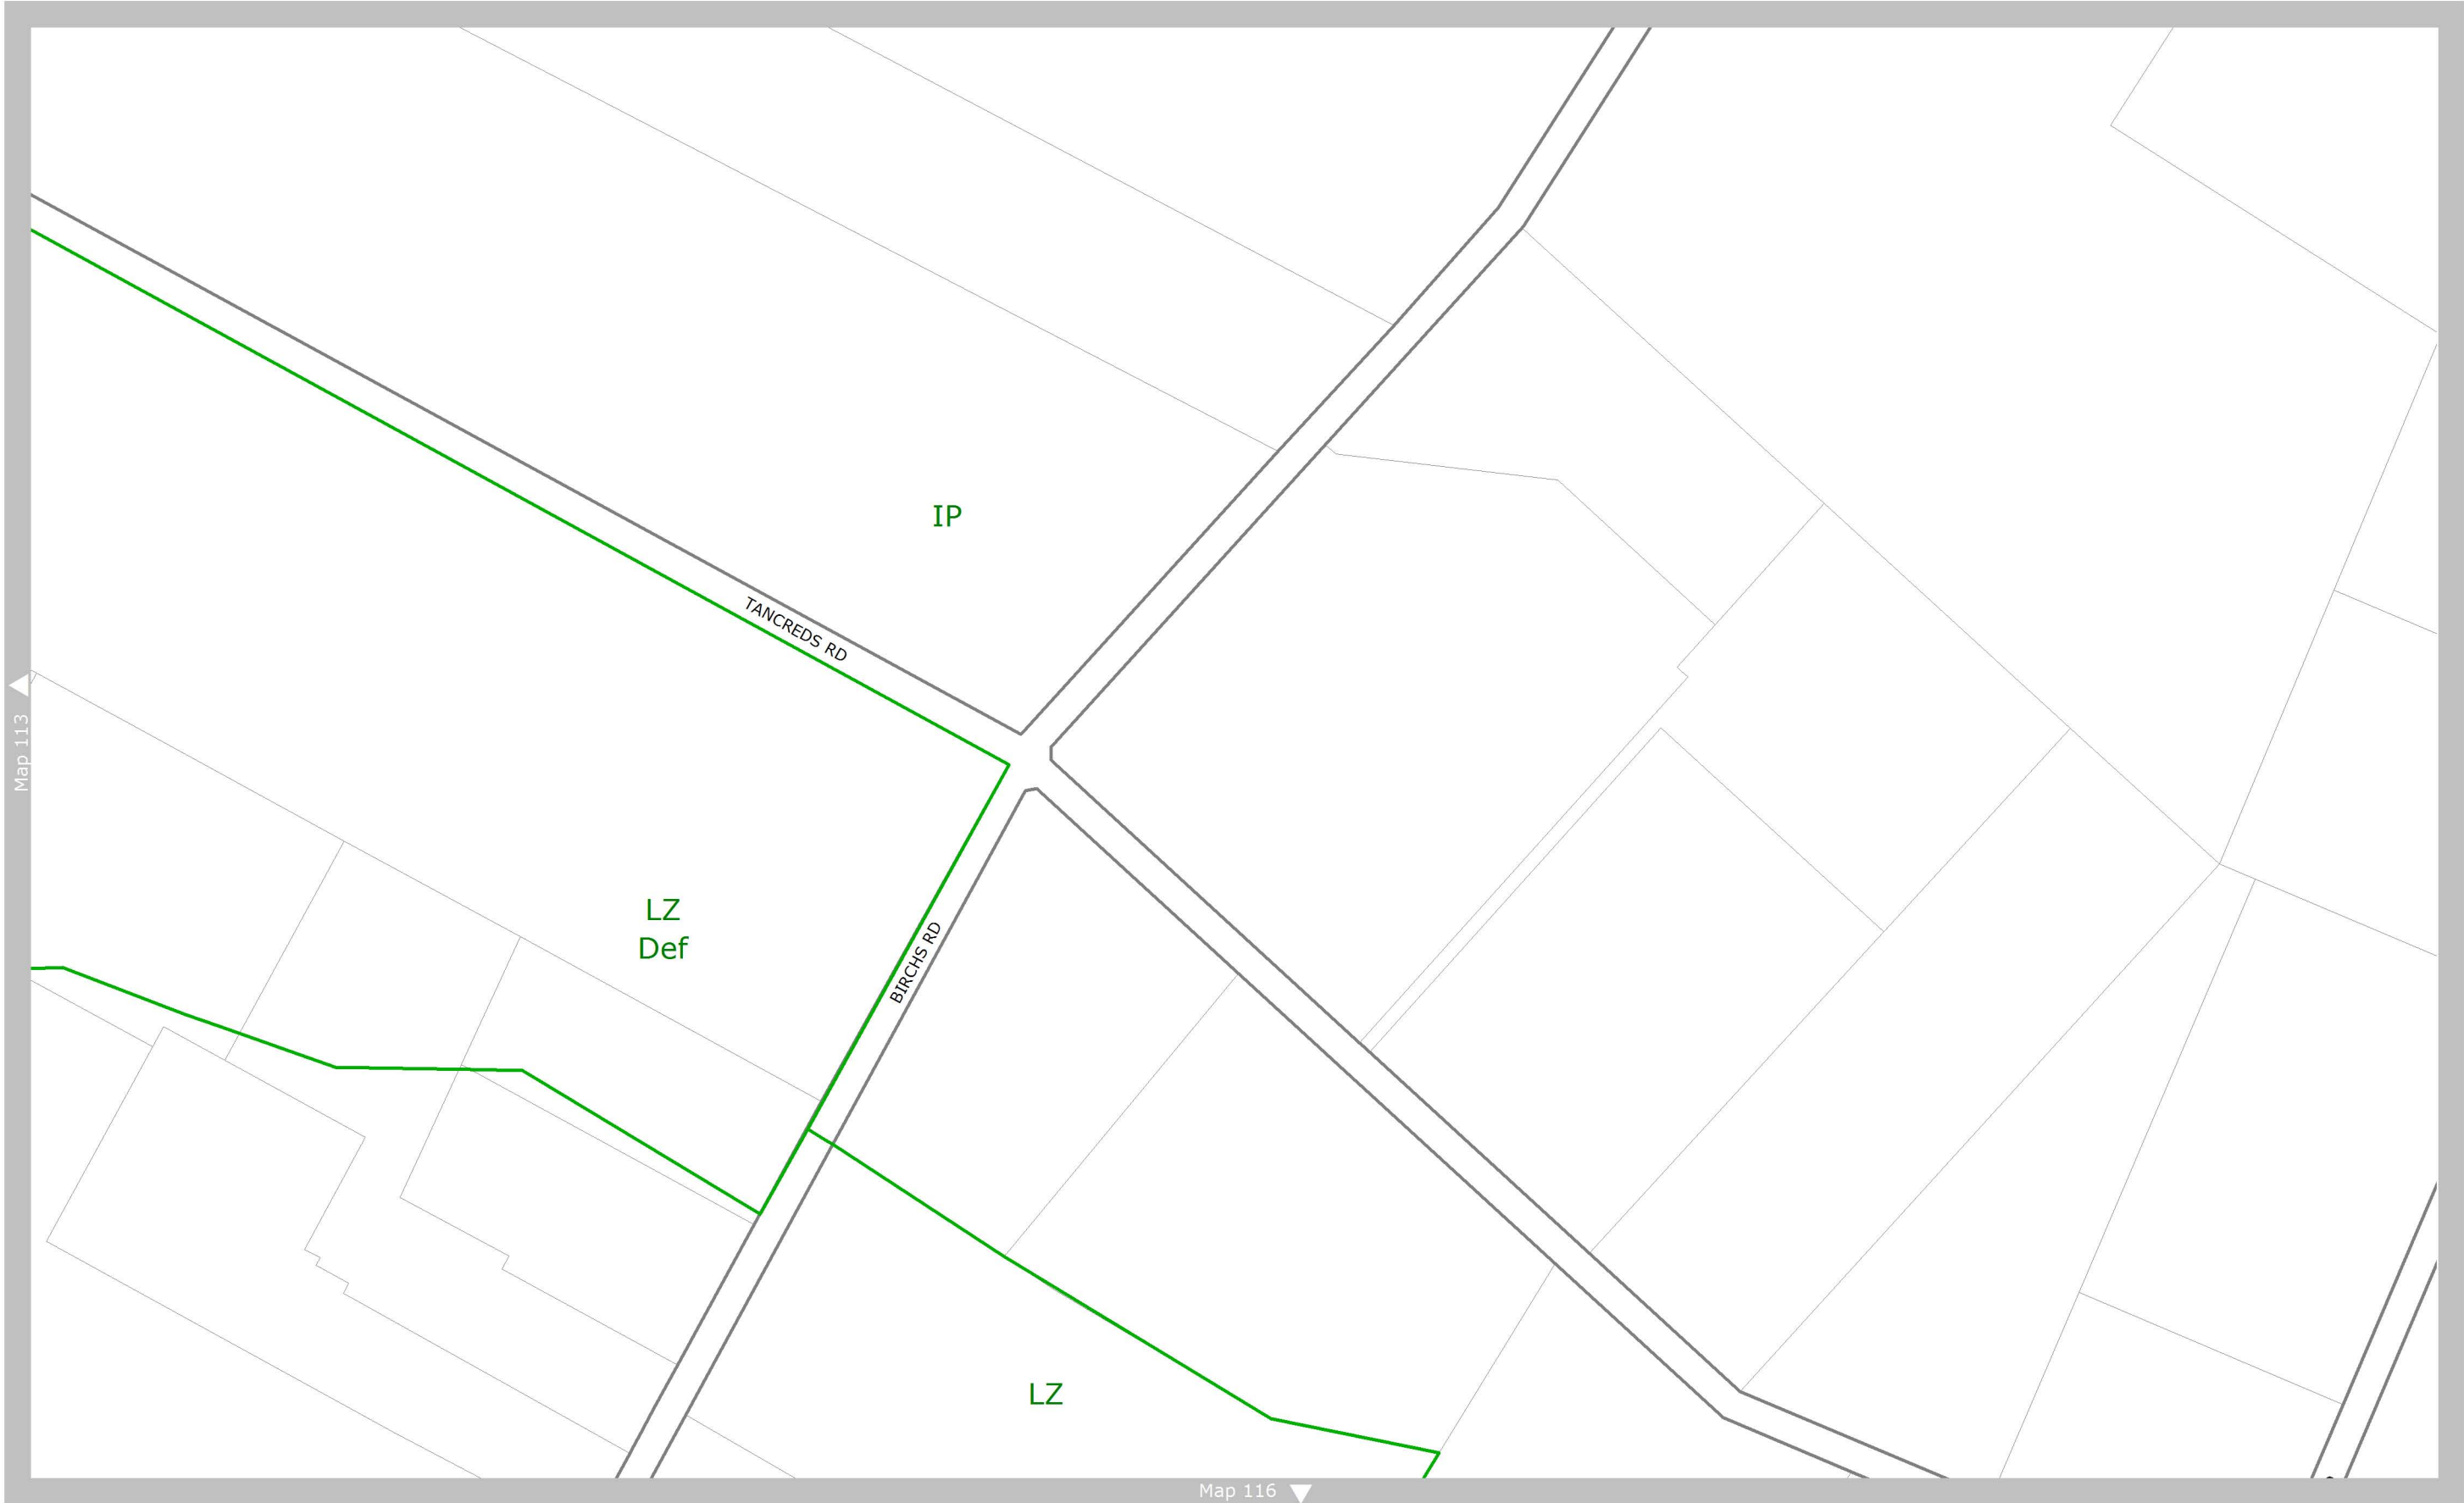 IP
TANCREDS RD
Map 113
LZ
Def
BIRCHS RD
LZ
Map 116